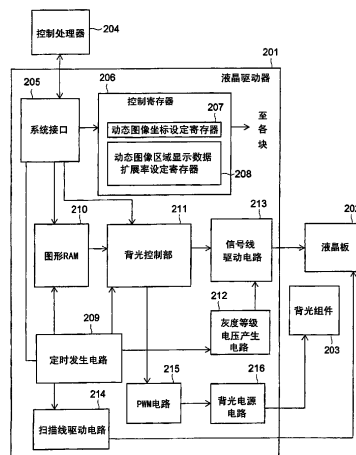 控制处理器
204
201
液晶驱动器
205
206
系统接口
控制寄存器
207
动态图像坐标设定寄存器
至各块
动态图像区域显示数据
扩展率设定寄存器
208
210
211
213
202
图形RAM
背光控制部
信号线
驱动电路
液晶板
212
灰度等级
电压产生
电路
背光组件
203
209
定时发生电路
214
215
216
扫描线驱动电路
PWM电路
背光电源
电路